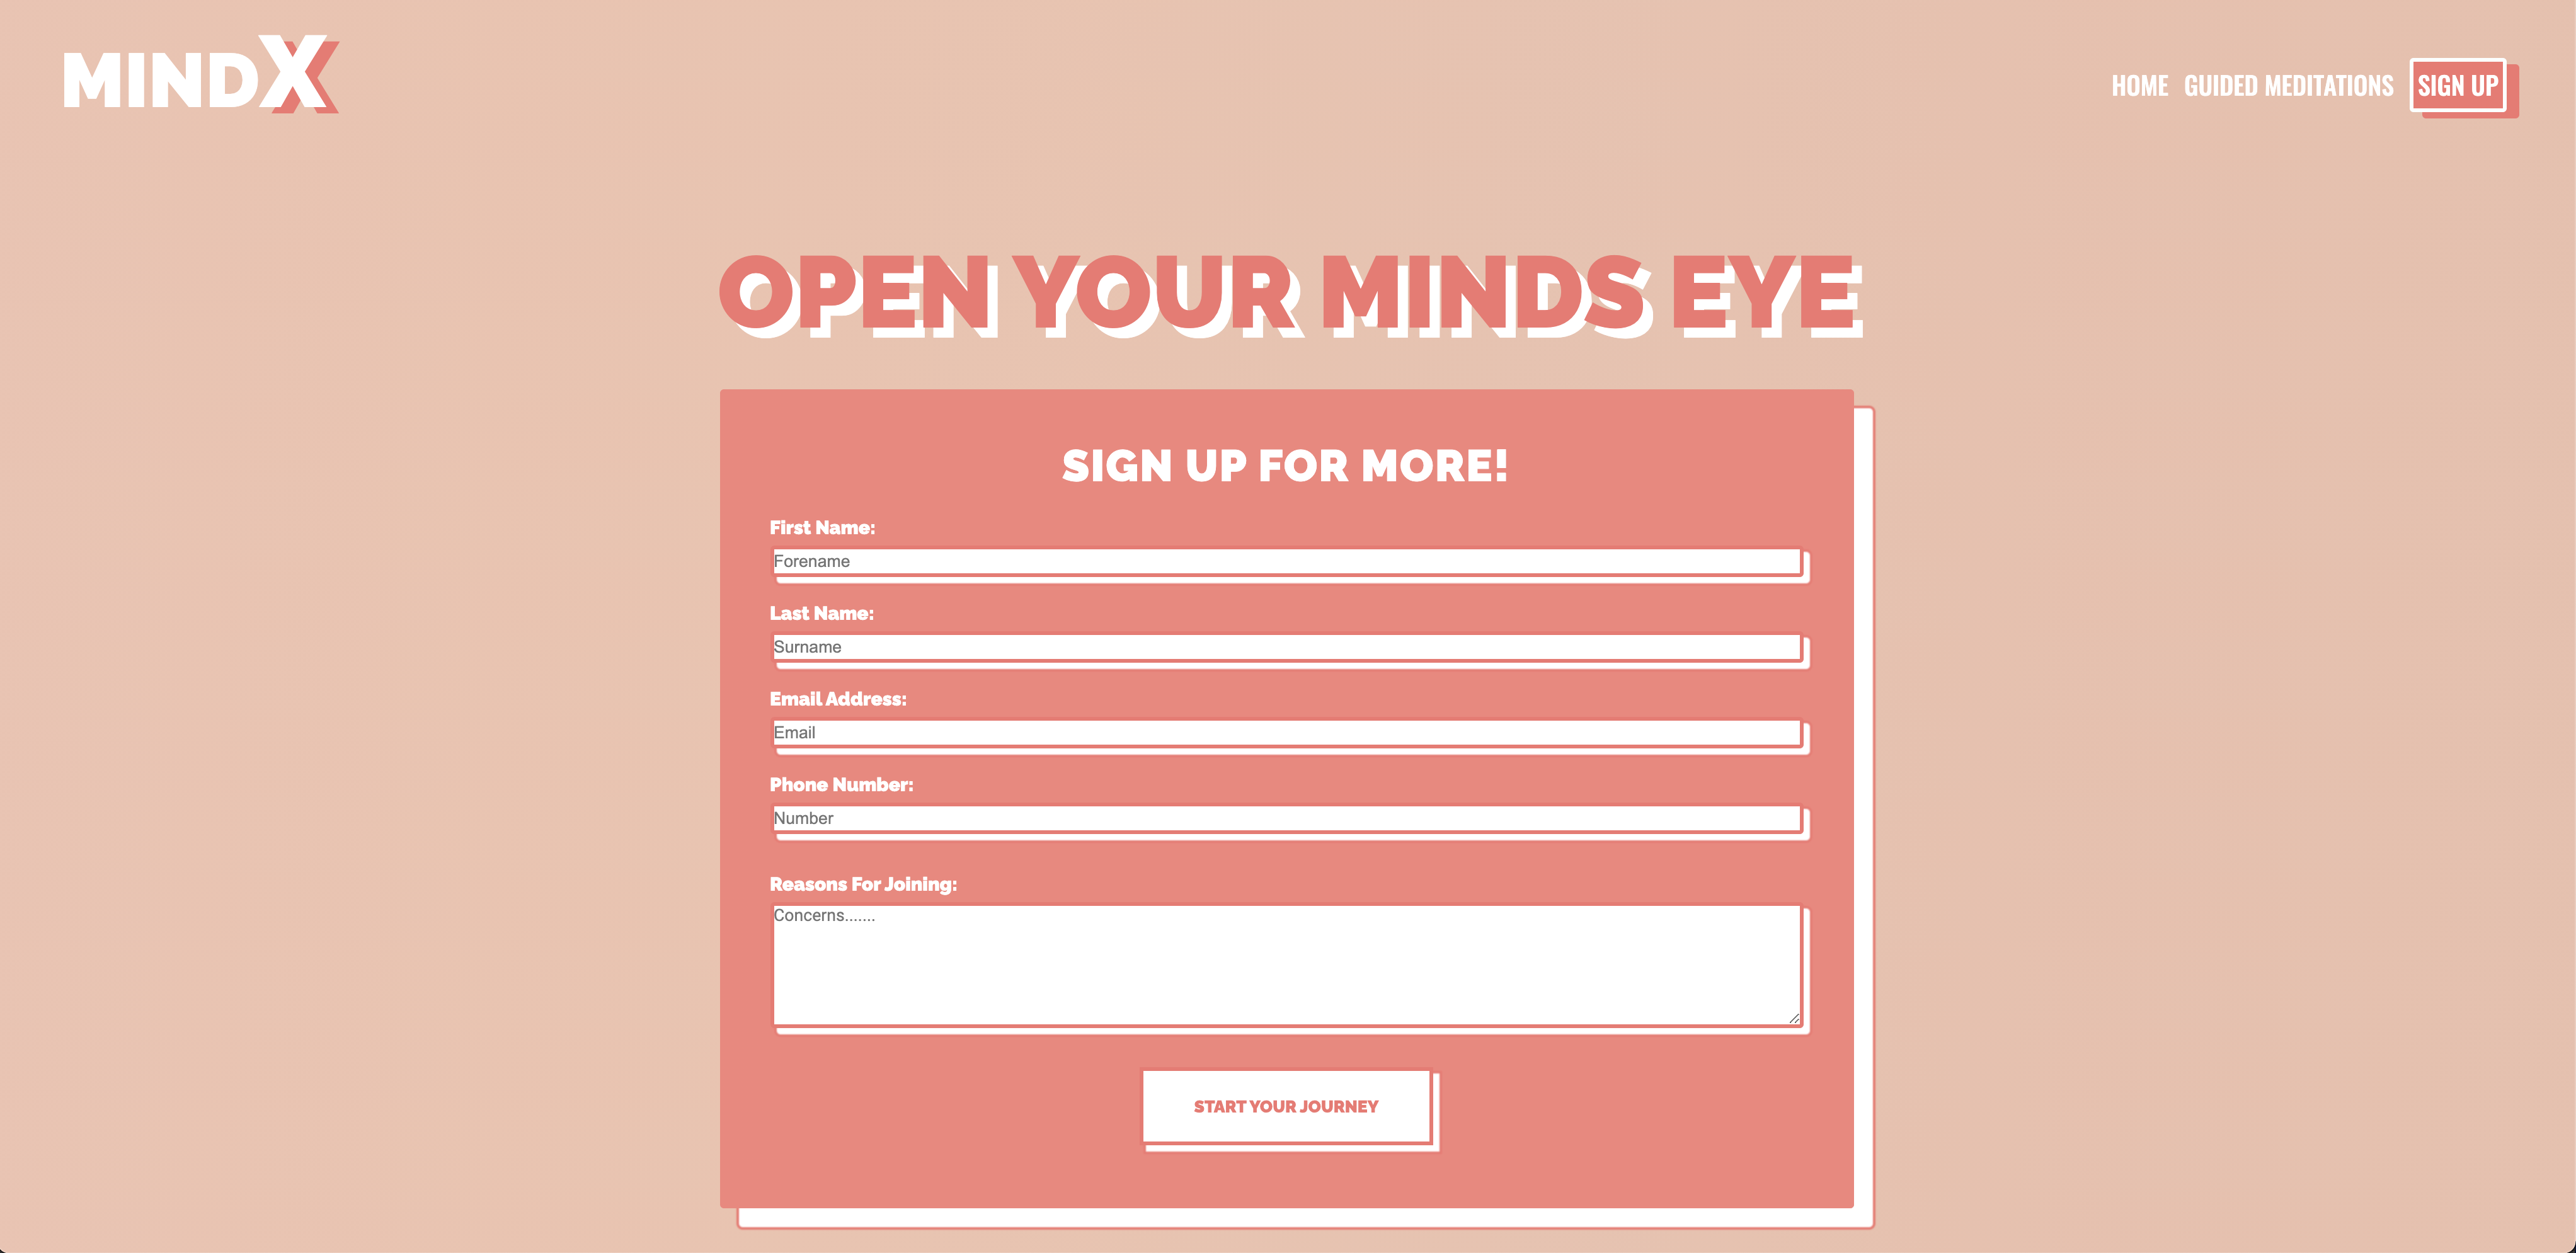 MINDX
HOME GUIDED MEDITATIONS SIGN UP
OPEN YOUR MINDS EYE
SIGN UP FOR MORE!
First Name:
Forename
Last Name:
Surname
Email Address:
Email
Phone Number:
Number
Reasons For Joining:
Concerns.......
START YOUR JOURNEY